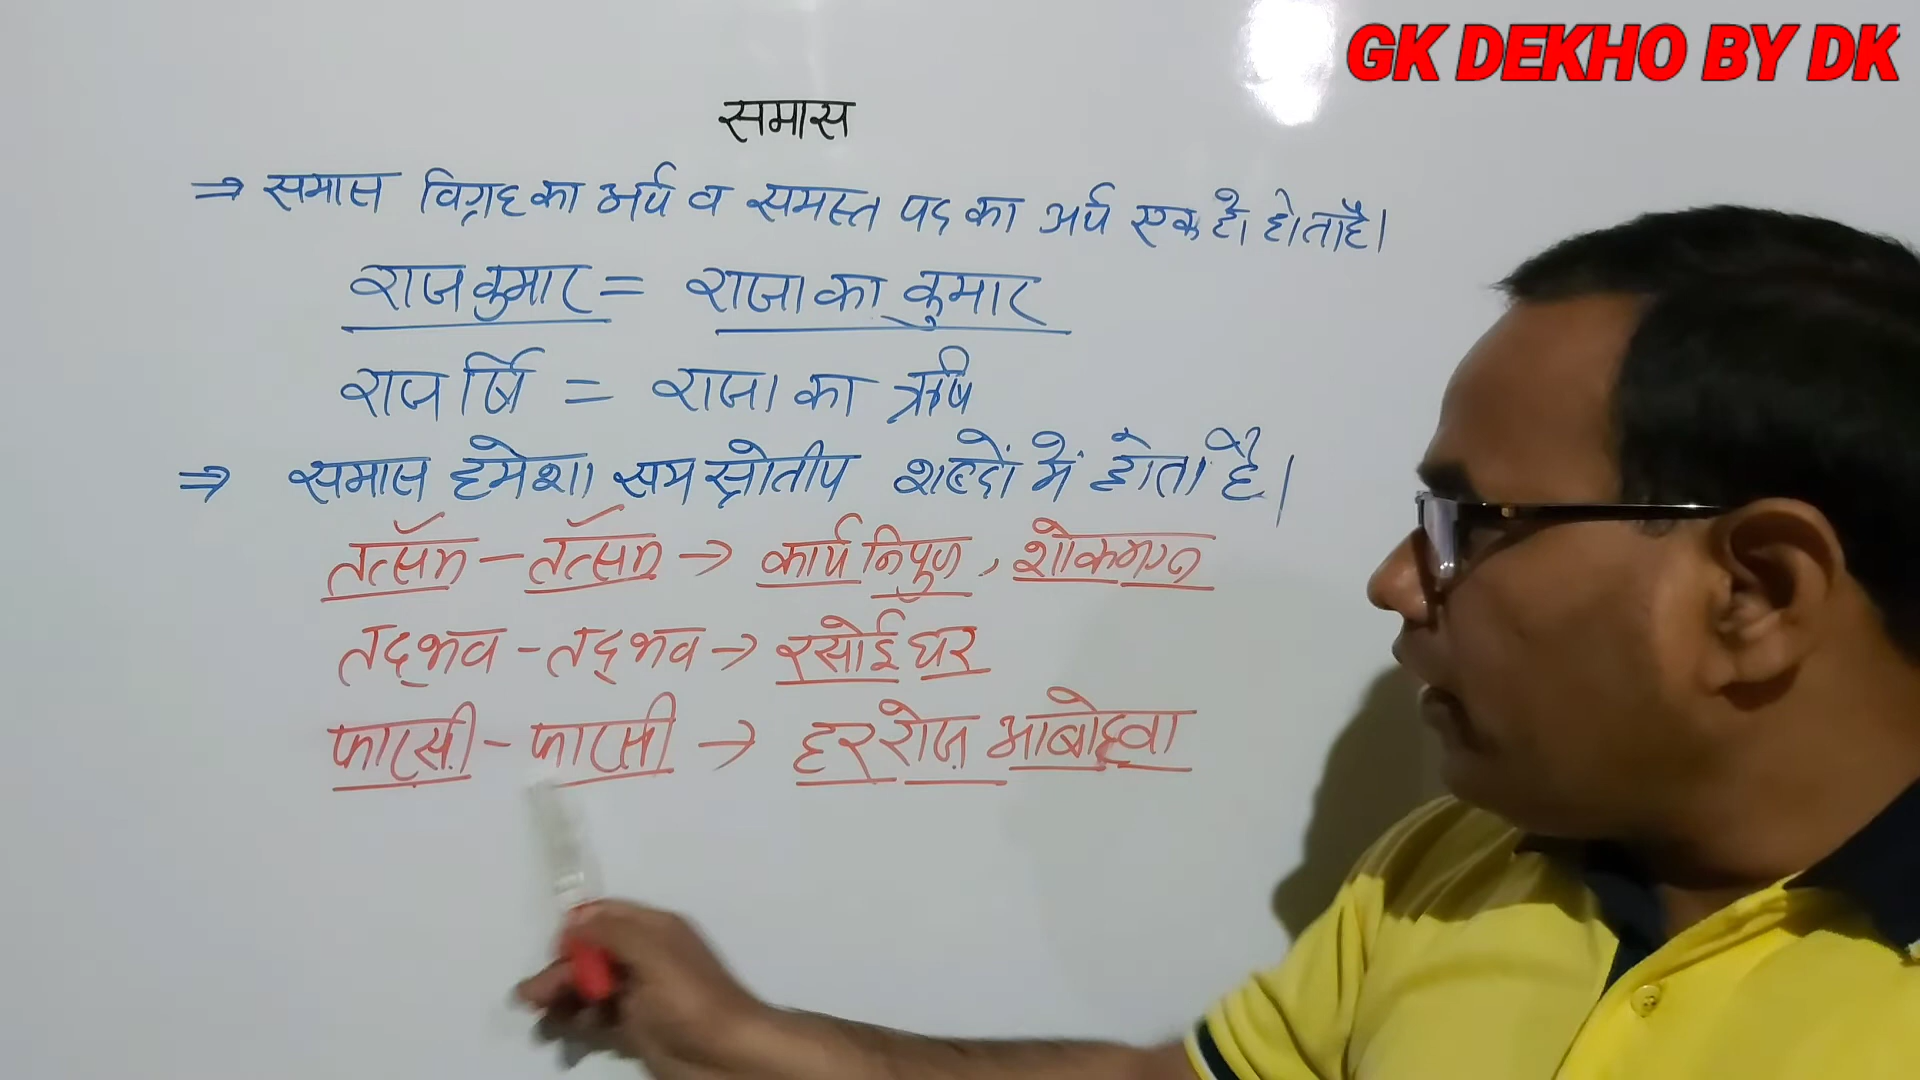 GK DEKHO BY DK
समास
⇒ समास विग्रह का अर्थ व समस्त पद का अर्थ एक ही होता है।
राजकुमार = राजा का कुमार
राजर्षि = राजा का ऋषि
⇒ समास हमेशा सम स्रोतीय शब्दों में होता है।
तत्सम - तत्सम → कार्य निपुण, शोकमग्न
तद्भव - तद्भव → रसोई घर
फारसी - फारसी → हररोज़ आबोहवा